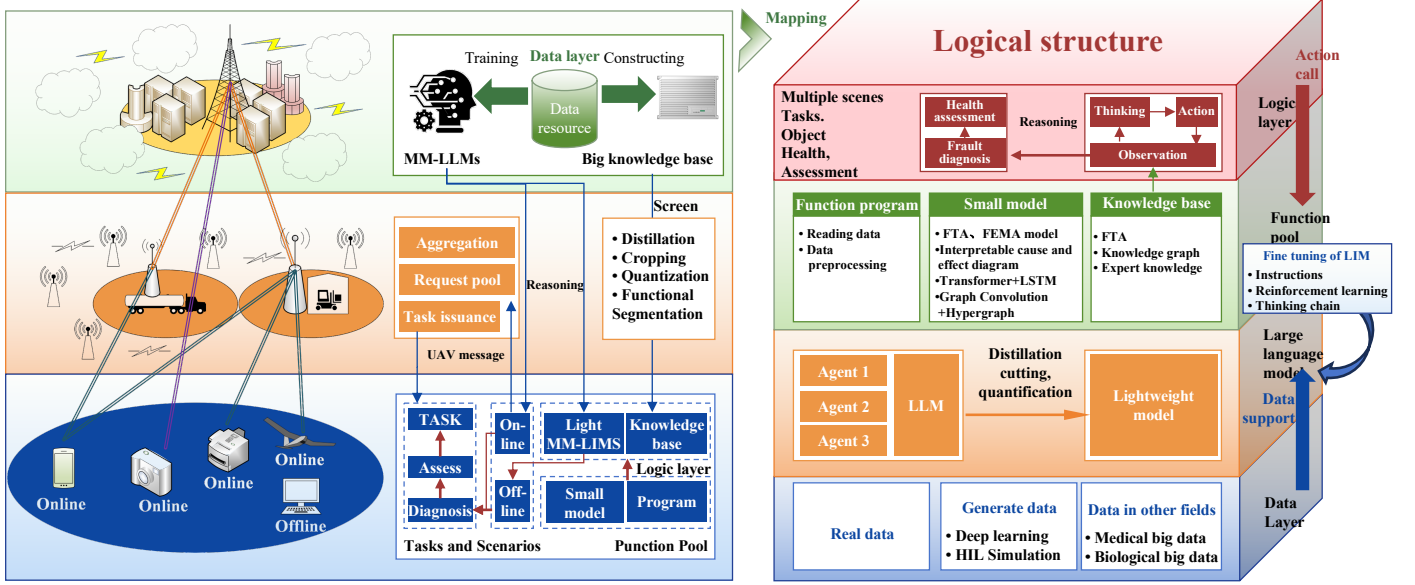 Training
Data layer
Constructing
Data
resource
MM-LLMs
Big knowledge base
Screen
Aggregation
Request pool
Task issuance
Reasoning
• Distillation
• Cropping
• Quantization
• Functional
Segmentation
UAV message
TASK
Assess
Diagnosis
On-
line
Off-
line
Light
MM-LIMS
Knowledge
base
Logic layer
Small
model
Program
Tasks and Scenarios
Punction Pool
Online
Online
Online
Online
Offline
Mapping
Logical structure
Action
call
Logic
layer
Multiple scenes
Tasks.
Object
Health,
Assessment
Health
assessment
Frault
diagnosis
Reasoning
Thinking
Action
Observation
Function program
• Reading data
• Data
preprocessing
Small model
• FTA、FEMA model
•Interpretable cause and
effect diagram
•Transformer+LSTM
•Graph Convolution
+Hypergraph
Knowledge base
• FTA
• Knowledge graph
• Expert knowledge
Function
pool
Fine tuning of LIM
• Instructions
• Reinforcement learning
• Thinking chain
Agent 1
Agent 2
Agent 3
LLM
Distillation
cutting,
quantification
Lightweight
model
Large
language
model
Data
support
Real data
Generate data
• Deep learning
• HIL Simulation
Data in other fields
• Medical big data
• Biological big data
Data
Layer